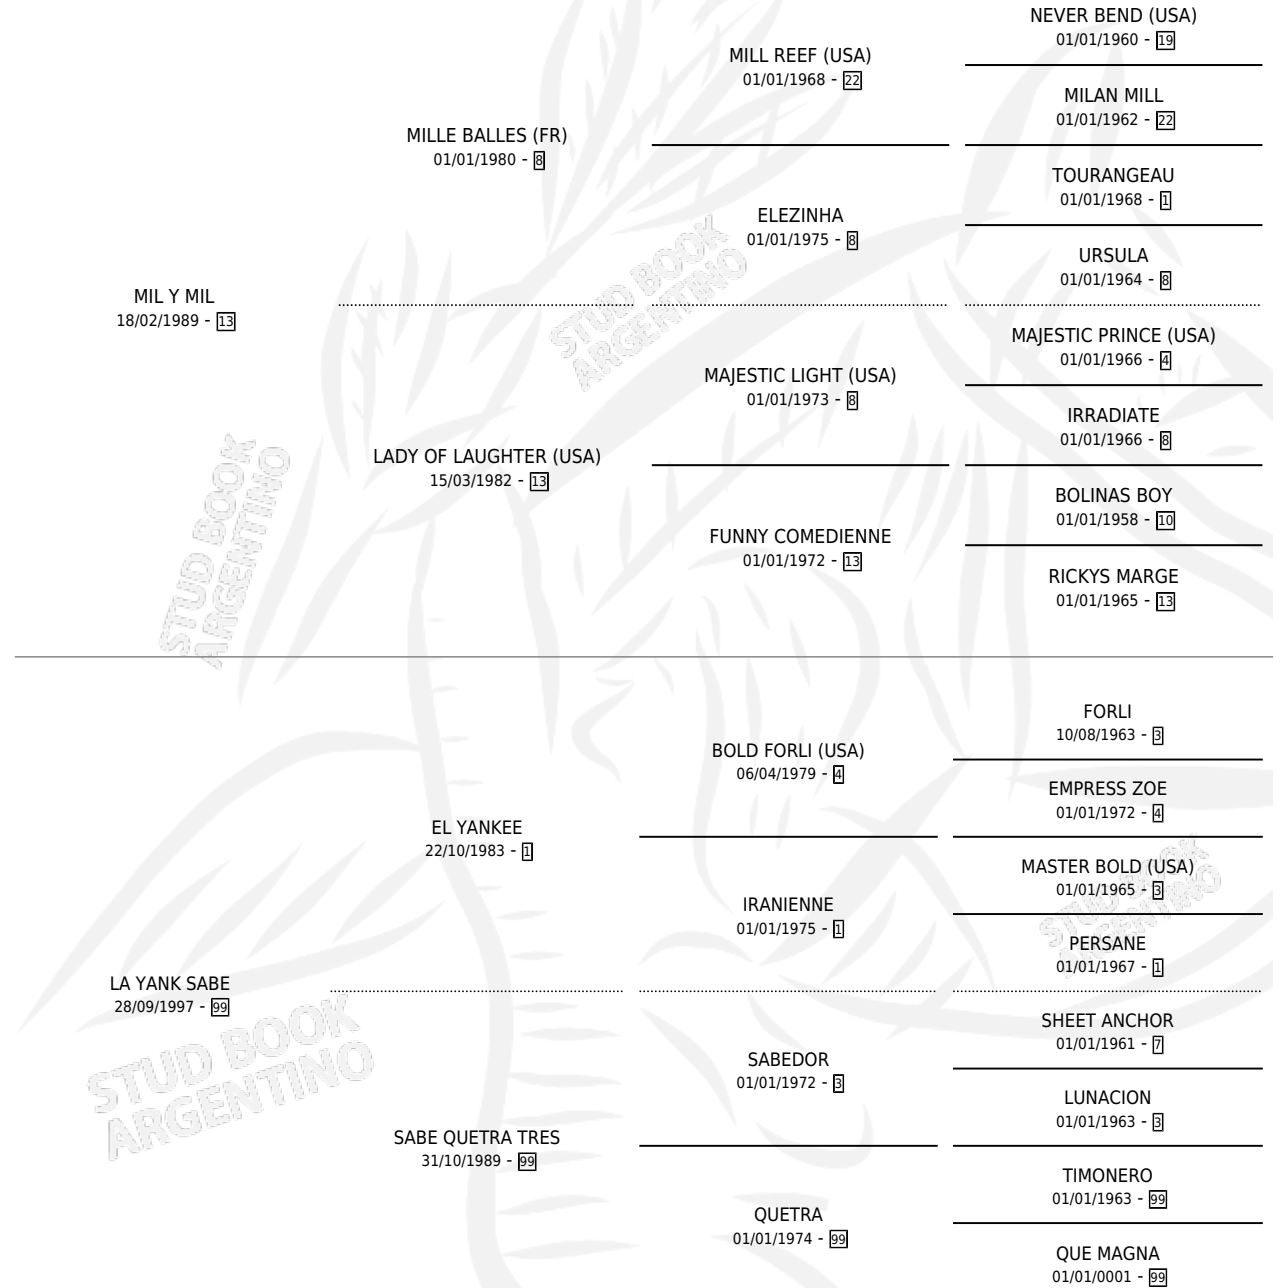 NEVER BEND (USA)
01/01/1960 - 19
MILL REEF (USA)
01/01/1968 - 22
MILAN MILL
01/01/1962 - 22
MILLE BALLES (FR)
01/01/1980 - 8
TOURANGEAU
01/01/1968 - 1
ELEZINHA
01/01/1975 - 8
URSULA
01/01/1964 - 8
MIL Y MIL
18/02/1989 - 13
MAJESTIC PRINCE (USA)
01/01/1966 - 4
MAJESTIC LIGHT (USA)
01/01/1973 - 8
IRRADIATE
01/01/1966 - 8
LADY OF LAUGHTER (USA)
15/03/1982 - 13
BOLINAS BOY
01/01/1958 - 10
FUNNY COMEDIENNE
01/01/1972 - 13
RICKYS MARGE
01/01/1965 - 13
FORLI
10/08/1963 - 3
BOLD FORLI (USA)
06/04/1979 - 4
EMPRESS ZOE
01/01/1972 - 4
EL YANKEE
22/10/1983 - 1
MASTER BOLD (USA)
01/01/1965 - 3
IRANIENNE
01/01/1975 - 1
PERSANE
01/01/1967 - 1
LA YANK SABE
28/09/1997 - 99
SHEET ANCHOR
01/01/1961 - 7
SABEDOR
01/01/1972 - 3
LUNACION
01/01/1963 - 3
SABE QUETRA TRES
31/10/1989 - 99
TIMONERO
01/01/1963 - 99
QUETRA
01/01/1974 - 99
QUE MAGNA
01/01/0001 - 99
STUD BOOK
ARGENTINO
STUD BOOK
ARGENTINO
STUD BOOK
ARGENTINO
STUD BOOK
ARGENTINO